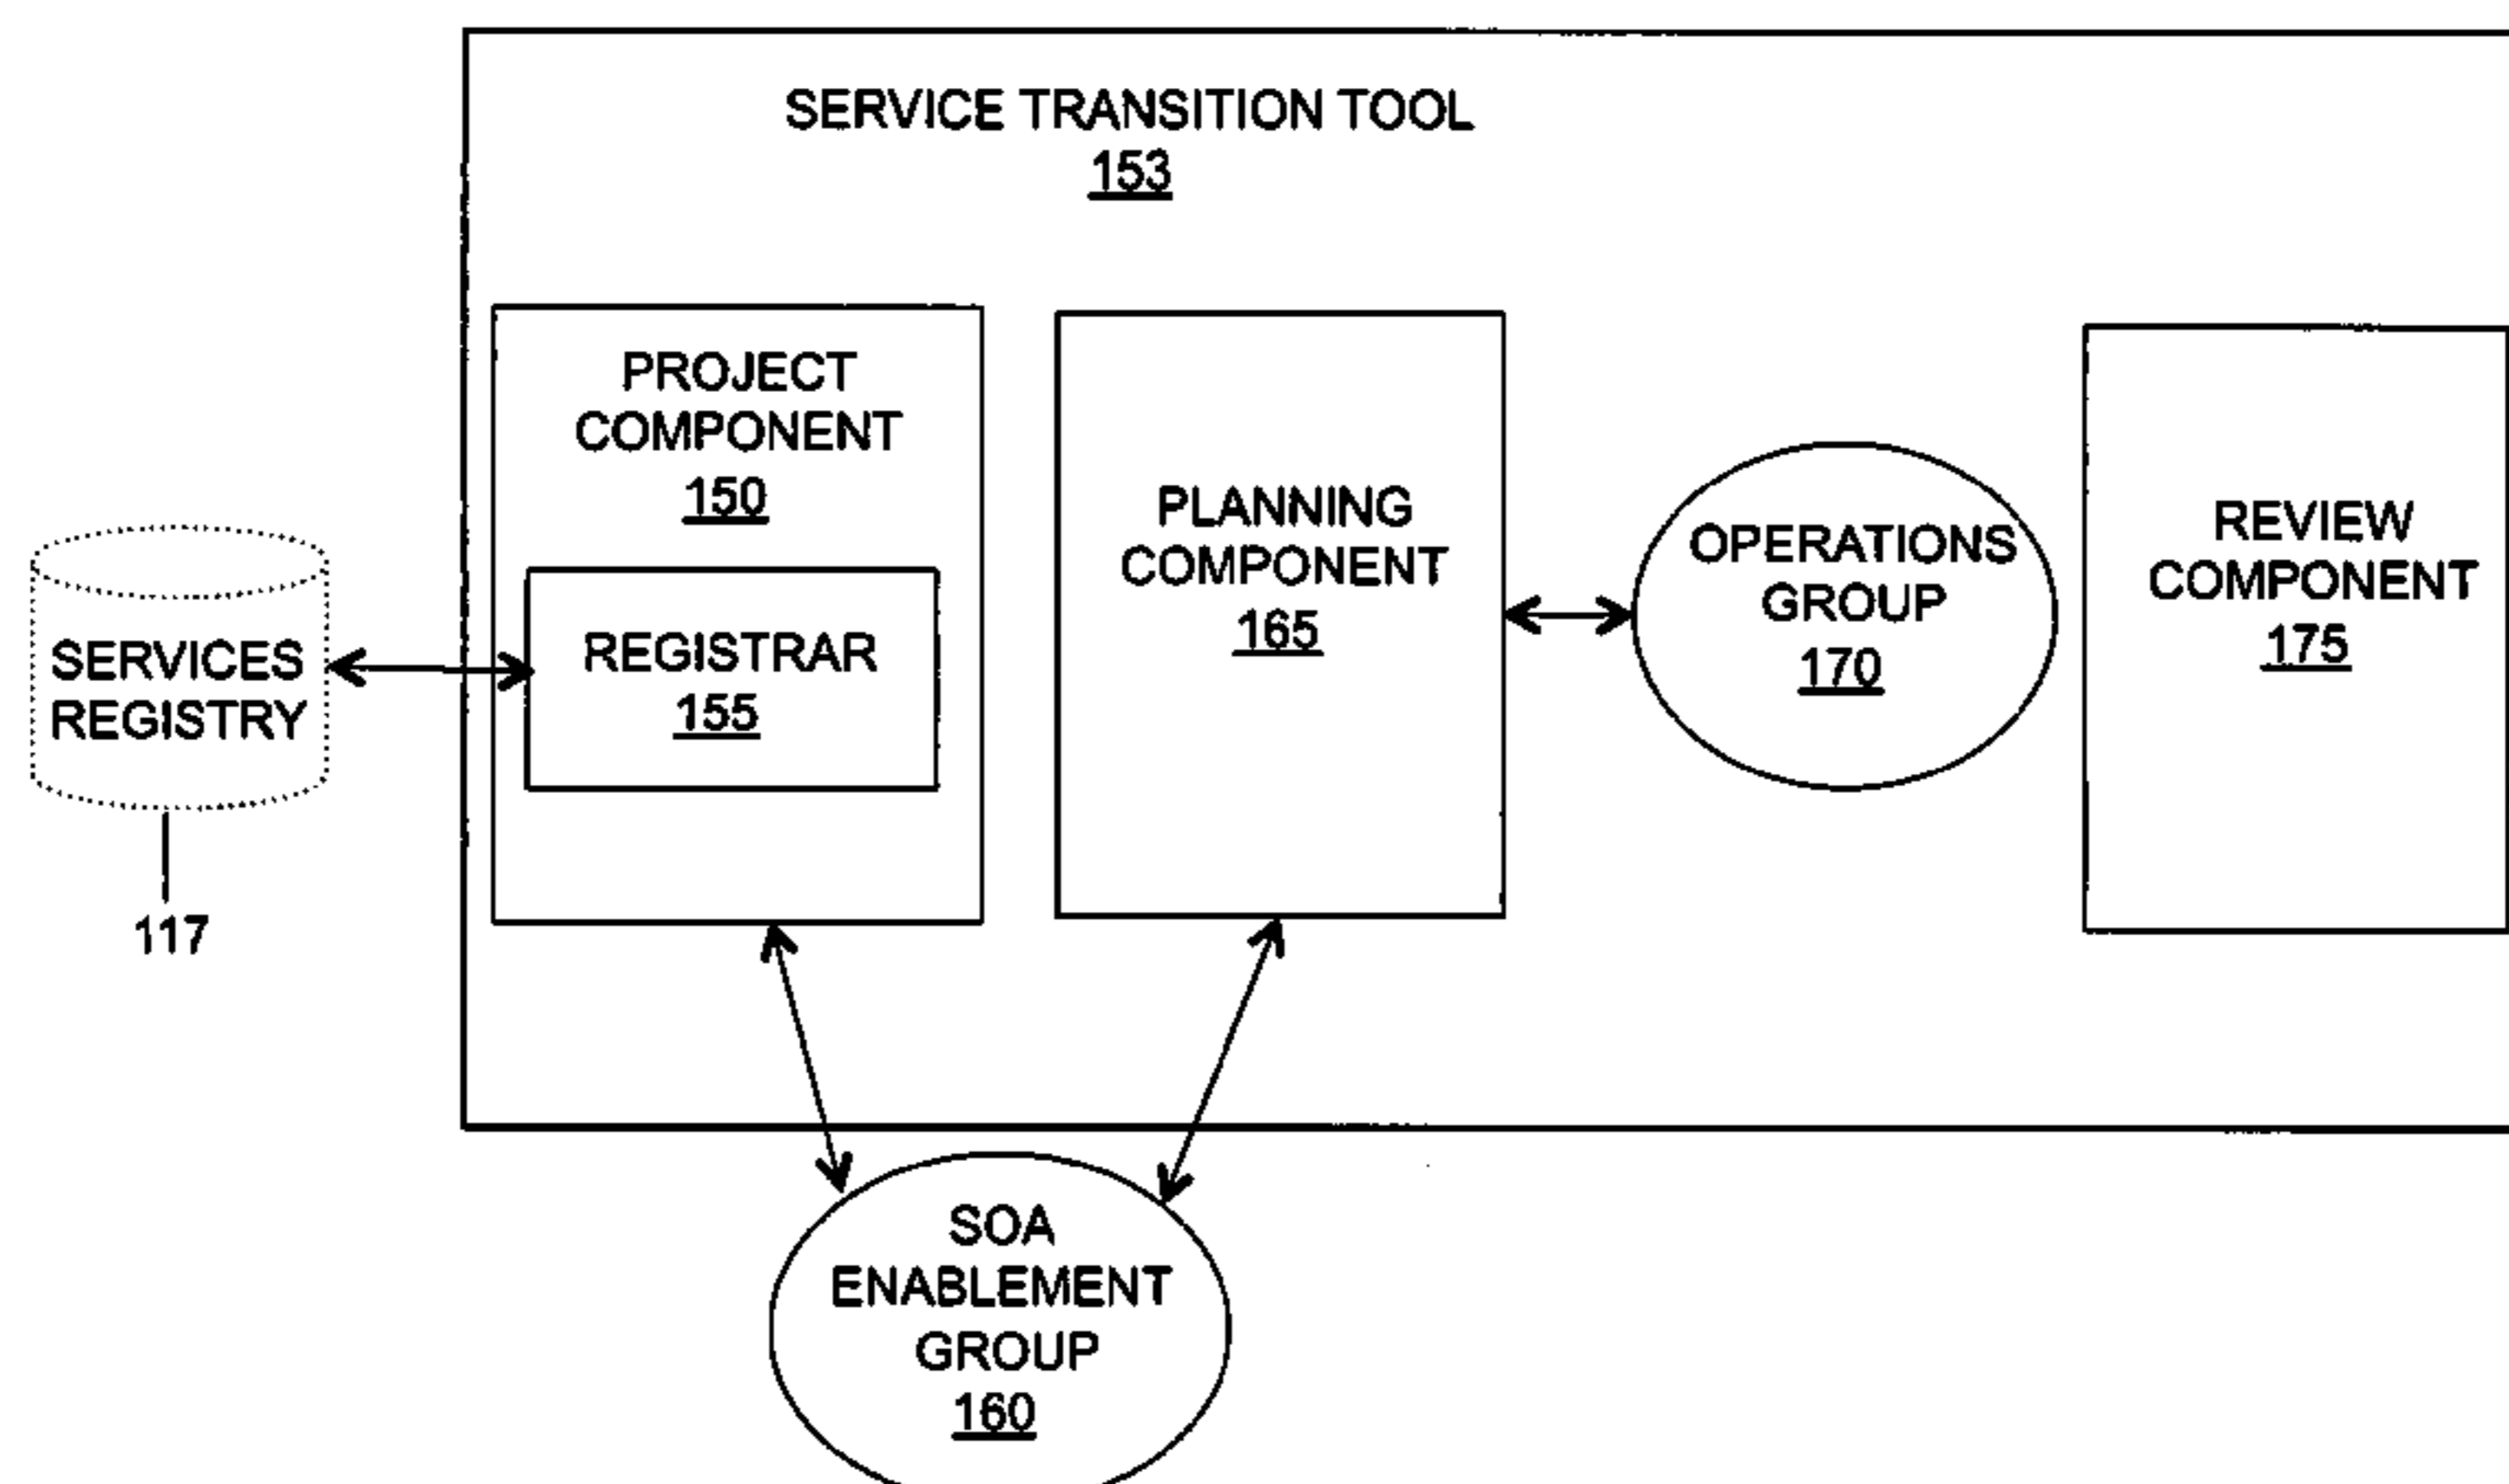 SERVICE TRANSITION TOOL
153
PROJECT
COMPONENT
150
REGISTRAR
155
PLANNING
COMPONENT
165
OPERATIONS
GROUP
170
REVIEW
COMPONENT
175
SERVICES
REGISTRY
117
SOA
ENABLEMENT
GROUP
160